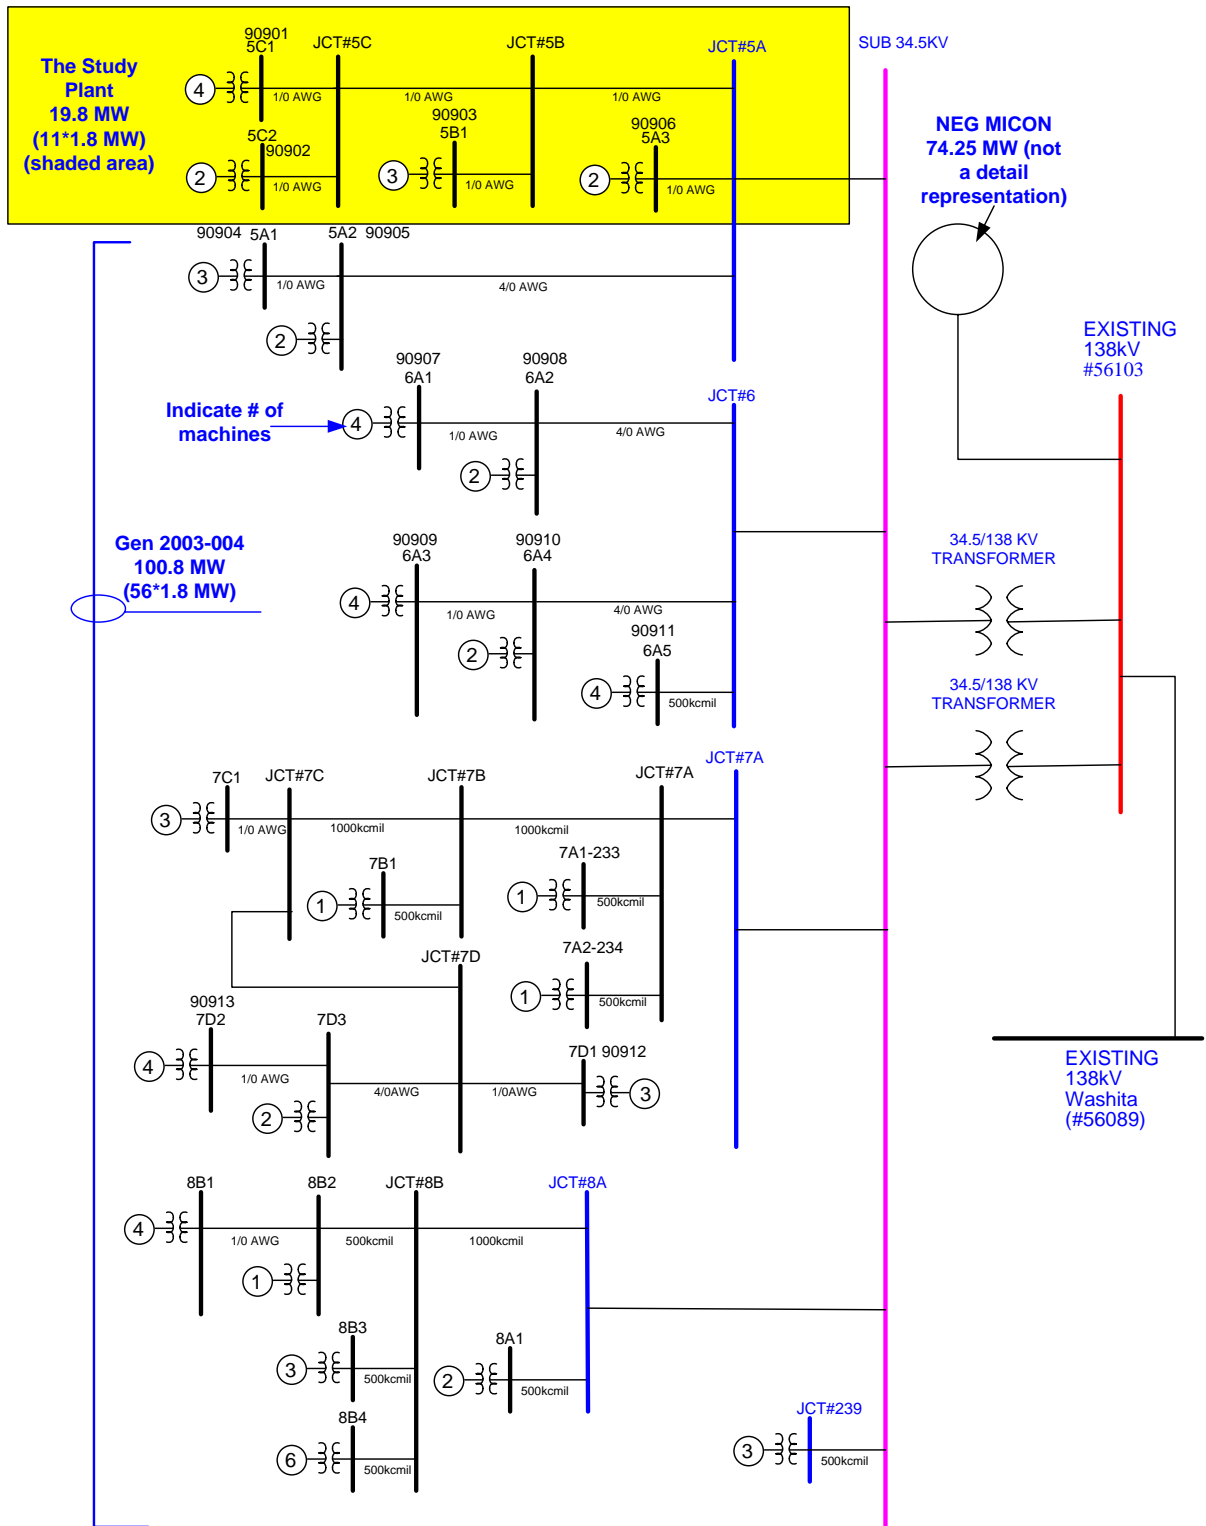 The Study
Plant
19.8 MW
(11*1.8 MW)
(shaded area)
90901
5C1
JCT#5C
JCT#5B
JCT#5A
SUB 34.5KV
4
1/0 AWG
1/0 AWG
1/0 AWG
5C2
90902
2
1/0 AWG
90903
5B1
3
1/0 AWG
90906
5A3
2
1/0 AWG
NEG MICON
74.25 MW (not
a detail
representation)
90904 5A1
5A2 90905
3
1/0 AWG
4/0 AWG
2
EXISTING
138kV
#56103
90907
6A1
90908
6A2
JCT#6
Indicate # of
machines
4
1/0 AWG
4/0 AWG
2
Gen 2003-004
100.8 MW
(56*1.8 MW)
90909
6A3
90910
6A4
4
1/0 AWG
4/0 AWG
2
90911
6A5
4
500kcmil
34.5/138 KV
TRANSFORMER
34.5/138 KV
TRANSFORMER
7C1
JCT#7C
JCT#7B
JCT#7A
JCT#7A
3
1/0 AWG
1000kcmil
1000kcmil
7B1
1
500kcmil
7A1-233
1
500kcmil
7A2-234
1
500kcmil
JCT#7D
90913
7D2
7D3
7D1 90912
4
1/0 AWG
4/0AWG
1/0AWG
3
2
EXISTING
138kV
Washita
(#56089)
8B1
8B2
JCT#8B
JCT#8A
4
1/0 AWG
500kcmil
1000kcmil
1
8B3
3
500kcmil
8A1
2
500kcmil
8B4
6
500kcmil
JCT#239
3
500kcmil